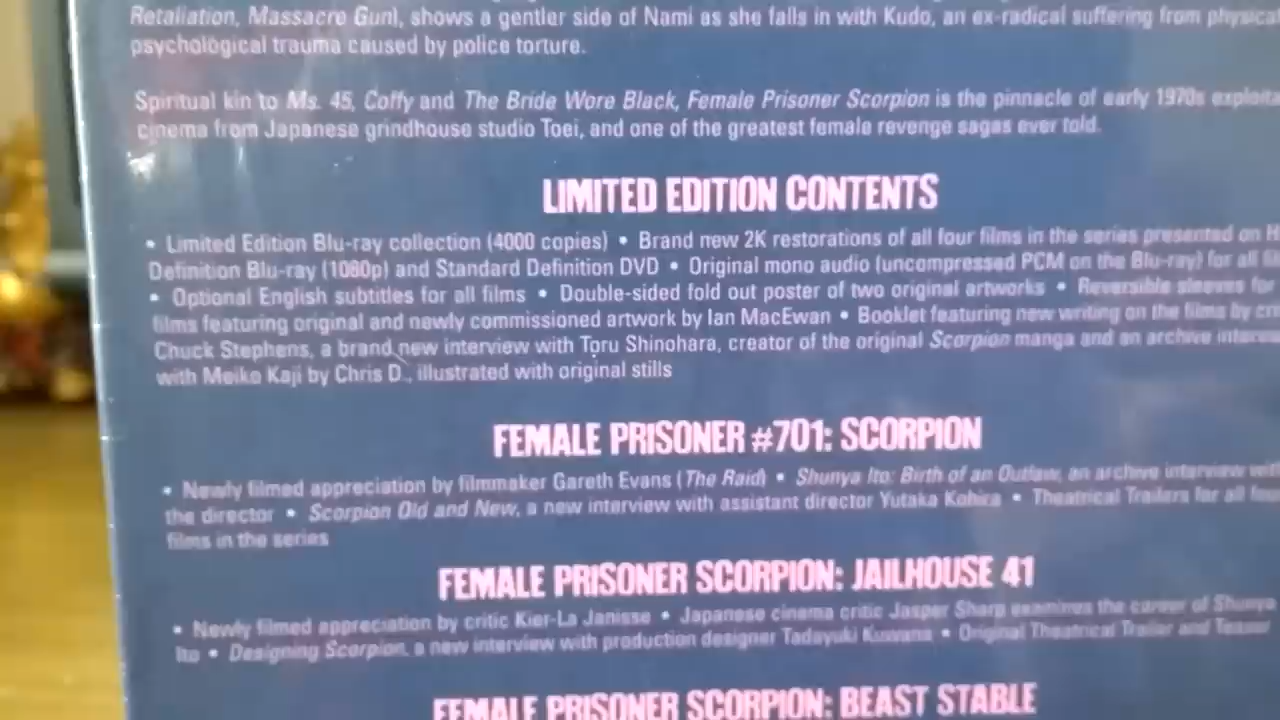 Retaliation, Massacre Gun), shows a gentler side of Nami as she falls in with Kudo, an ex-radical suffering from
psychological trauma caused by police torture.
Spiritual kin to Ms. 45, Coffy and The Bride Wore Black, Female Prisoner Scorpion is the pinnacle of early 1970s
cinema from Japanese grindhouse studio Toei, and one of the greatest female revenge sagas ever told.
LIMITED EDITION CONTENTS
• Limited Edition Blu-ray collection (4000 copies) • Brand new 2K restorations of all four films in the series presented on
Definition Blu-ray (1080p) and Standard Definition DVD • Original mono audio (uncompressed PCM on the Blu-ray) for all
• Optional English subtitles for all films • Double-sided fold out poster of two original artworks • Reversible sleeves for
films featuring original and newly commissioned artwork by Ian MacEwan • Booklet featuring new writing on the films by
Chuck Stephens, a brand new interview with Toru Shinohara, creator of the original Scorpion manga and an archive
with Meiko Kaji by Chris D., illustrated with original stills
FEMALE PRISONER #701: SCORPION
• Newly filmed appreciation by filmmaker Gareth Evans (The Raid) • Shunya Ito: Birth of an Outlaw, an archive interview
the director • Scorpion Old and New, a new interview with assistant director Yutaka Kohira • Theatrical Trailers for all
films in the series
FEMALE PRISONER SCORPION: JAILHOUSE 41
• Newly filmed appreciation by critic Kier-La Janisse • Japanese cinema critic Jasper Sharp examines the career of Shunya
Ito • Designing Scorpion, a new interview with production designer Tadayuki Kuwana • Original Theatrical Trailer and Teaser
FEMALE PRISONER SCORPION: BEAST STABLE